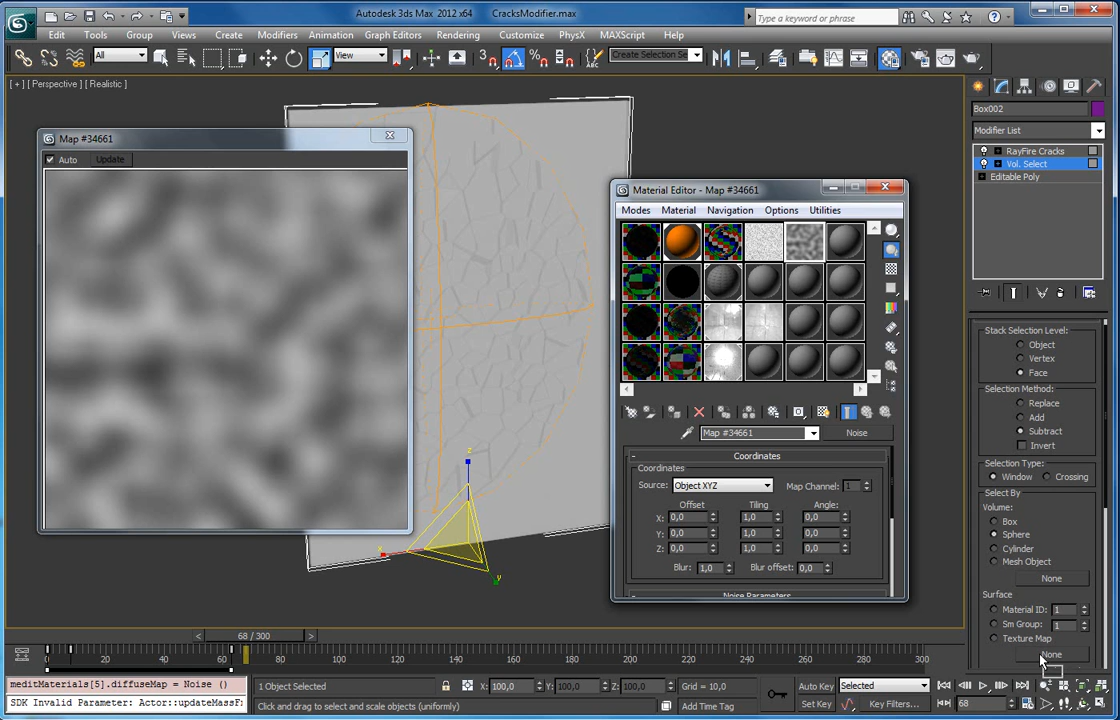 Autodesk 3ds Max 2012 x64 CracksModifier.max
Type a keyword or phrase
Edit Tools Group Views Create Modifiers Animation Graph Editors Rendering Customize PhysX MAXScript Help
All
View
Create Selection Se
[ + ] [ Perspective ] [ Realistic ]
Map #34661
Auto Update
Material Editor - Map #34661
Modes Material Navigation Options Utilities
Map #34661 Noise
Coordinates
Coordinates
Source: Object XYZ Map Channel: 1
Offset Tiling Angle:
X: 0,0 1,0 0,0
Y: 0,0 1,0 0,0
Z: 0,0 1,0 0,0
Blur: 1,0 Blur offset: 0,0
Noise Parameters
z
x
y
Box002
Modifier List
RayFire Cracks
Vol. Select
Editable Poly
Stack Selection Level:
Object
Vertex
Face
Selection Method:
Replace
Add
Subtract
Invert
Selection Type:
Window Crossing
Select By
Volume:
Box
Sphere
Cylinder
Mesh Object
None
Surface
Material ID: 1
Sm Group: 1
Texture Map
None
< 68 / 300 >
20 40 60 80 100 120 140 160 180 200 220 240 260 280 300
meditMaterials[5].diffuseMap = Noise ()
SDK Invalid Parameter: Actor::updateMassF
1 Object Selected X: 100,0 Y: 100,0 Z: 100,0 Grid = 10,0
Click and drag to select and scale objects (uniformly) Add Time Tag
Auto Key Selected
Set Key Key Filters...
68